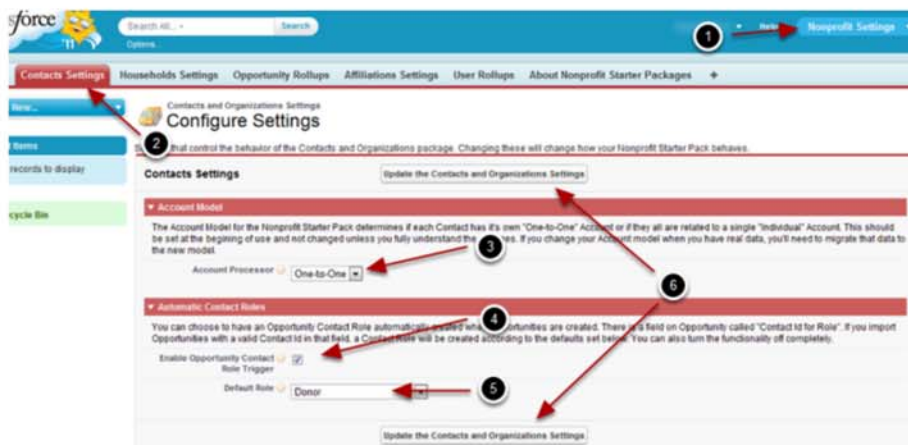 force
Search All...
Search
Options...
1
Nonprofit Settings
Contacts Settings
Households Settings
Opportunity Rollups
Affiliations Settings
User Rollups
About Nonprofit Starter Packages
+
New...
2
Contacts and Organizations Settings
Configure Settings
Items
that control the behavior of the Contacts and Organizations package. Changing these will change how your Nonprofit Starter Pack behaves.
records to display
Contacts Settings
Update the Contacts and Organizations Settings
cycle Bin
Account Model
The Account Model for the Nonprofit Starter Pack determines if each Contact has it's own "One-to-One" Account or if they all are related to a single "Individual" Account. This should
be set at the begining of use and not changed unless you fully understand the If you change your Account model when you have real data, you'll need to migrate that data to
the new model.
3
Account Processor
One-to-One
6
Automatic Contact Roles
4
You can choose to have an Opportunity Contact Role automatically created when Opportunities are created. There is a field on Opportunity called "Contact Id for Role". If you import
Opportunities with a valid Contact Id in that field, a Contact Role will be created according to the defaults set below. You can also turn the functionality off completely.
Enable Opportunity Contact
Role Trigger
Default Role
Donor
5
Update the Contacts and Organizations Settings